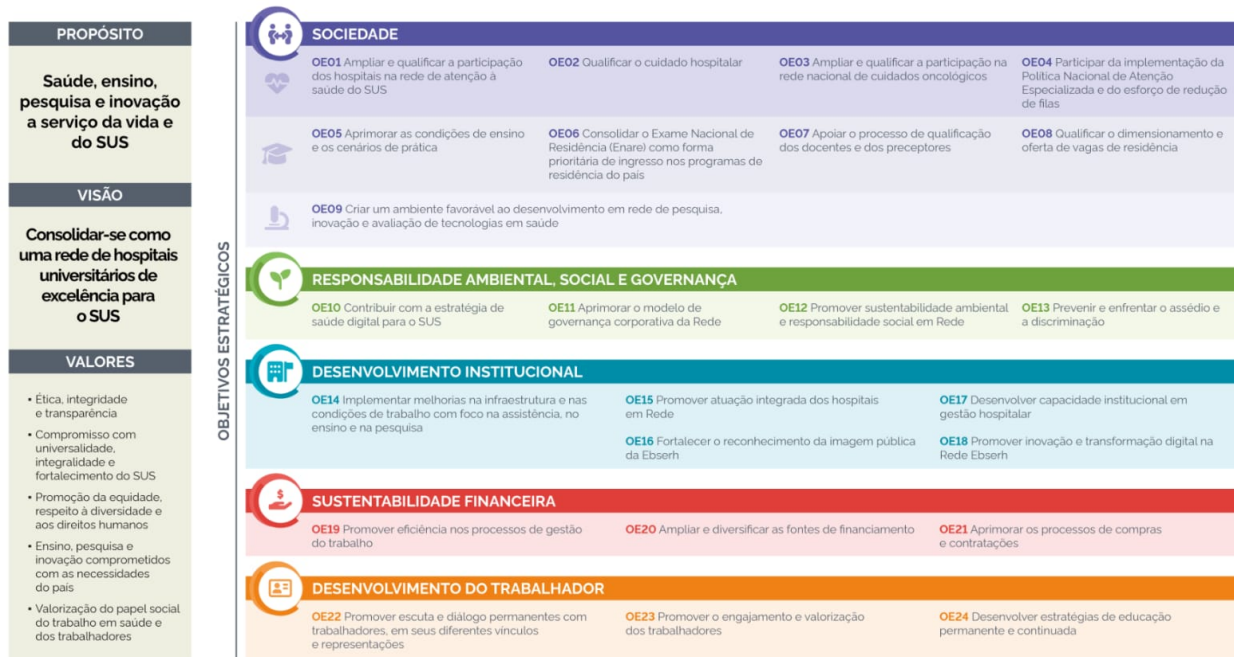 PROPÓSITO
Saúde, ensino,
pesquisa e inovação
a serviço da vida e
do SUS
VISÃO
Consolidar-se como
uma rede de hospitais
universitários de
excelência para
o SUS
VALORES
• Ética, integridade
e transparência
• Compromisso com
universalidade,
integralidade e
fortalecimento do SUS
• Promoção da equidade,
respeito à diversidade e
aos direitos humanos
• Ensino, pesquisa e
inovação comprometidos
com as necessidades
do país
• Valorização do papel social
do trabalho em saúde e
dos trabalhadores
OBJETIVOS ESTRATÉGICOS
SOCIEDADE
OE01 Ampliar e qualificar a participação
dos hospitais na rede de atenção à
saúde do SUS
OE02 Qualificar o cuidado hospitalar
OE03 Ampliar e qualificar a participação na
rede nacional de cuidados oncológicos
OE04 Participar da implementação da
Política Nacional de Atenção
Especializada e do esforço de redução
de filas
OE05 Aprimorar as condições de ensino
e os cenários de prática
OE06 Consolidar o Exame Nacional de
Residência (Enare) como forma
prioritária de ingresso nos programas de
residência do país
OE07 Apoiar o processo de qualificação
dos docentes e dos preceptores
OE08 Qualificar o dimensionamento e
oferta de vagas de residência
OE09 Criar um ambiente favorável ao desenvolvimento em rede de pesquisa,
inovação e avaliação de tecnologias em saúde
RESPONSABILIDADE AMBIENTAL, SOCIAL E GOVERNANÇA
OE10 Contribuir com a estratégia de
saúde digital para o SUS
OE11 Aprimorar o modelo de
governança corporativa da Rede
OE12 Promover sustentabilidade ambiental
e responsabilidade social em Rede
OE13 Prevenir e enfrentar o assédio e
a discriminação
DESENVOLVIMENTO INSTITUCIONAL
OE14 Implementar melhorias na infraestrutura e nas
condições de trabalho com foco na assistência, no
ensino e na pesquisa
OE15 Promover atuação integrada dos hospitais
em Rede
OE16 Fortalecer o reconhecimento da imagem pública
da Ebserh
OE17 Desenvolver capacidade institucional em
gestão hospitalar
OE18 Promover inovação e transformação digital na
Rede Ebserh
SUSTENTABILIDADE FINANCEIRA
OE19 Promover eficiência nos processos de gestão
do trabalho
OE20 Ampliar e diversificar as fontes de financiamento
OE21 Aprimorar os processos de compras
e contratações
DESENVOLVIMENTO DO TRABALHADOR
OE22 Promover escuta e diálogo permanentes com
trabalhadores, em seus diferentes vínculos
e representações
OE23 Promover o engajamento e valorização
dos trabalhadores
OE24 Desenvolver estratégias de educação
permanente e continuada